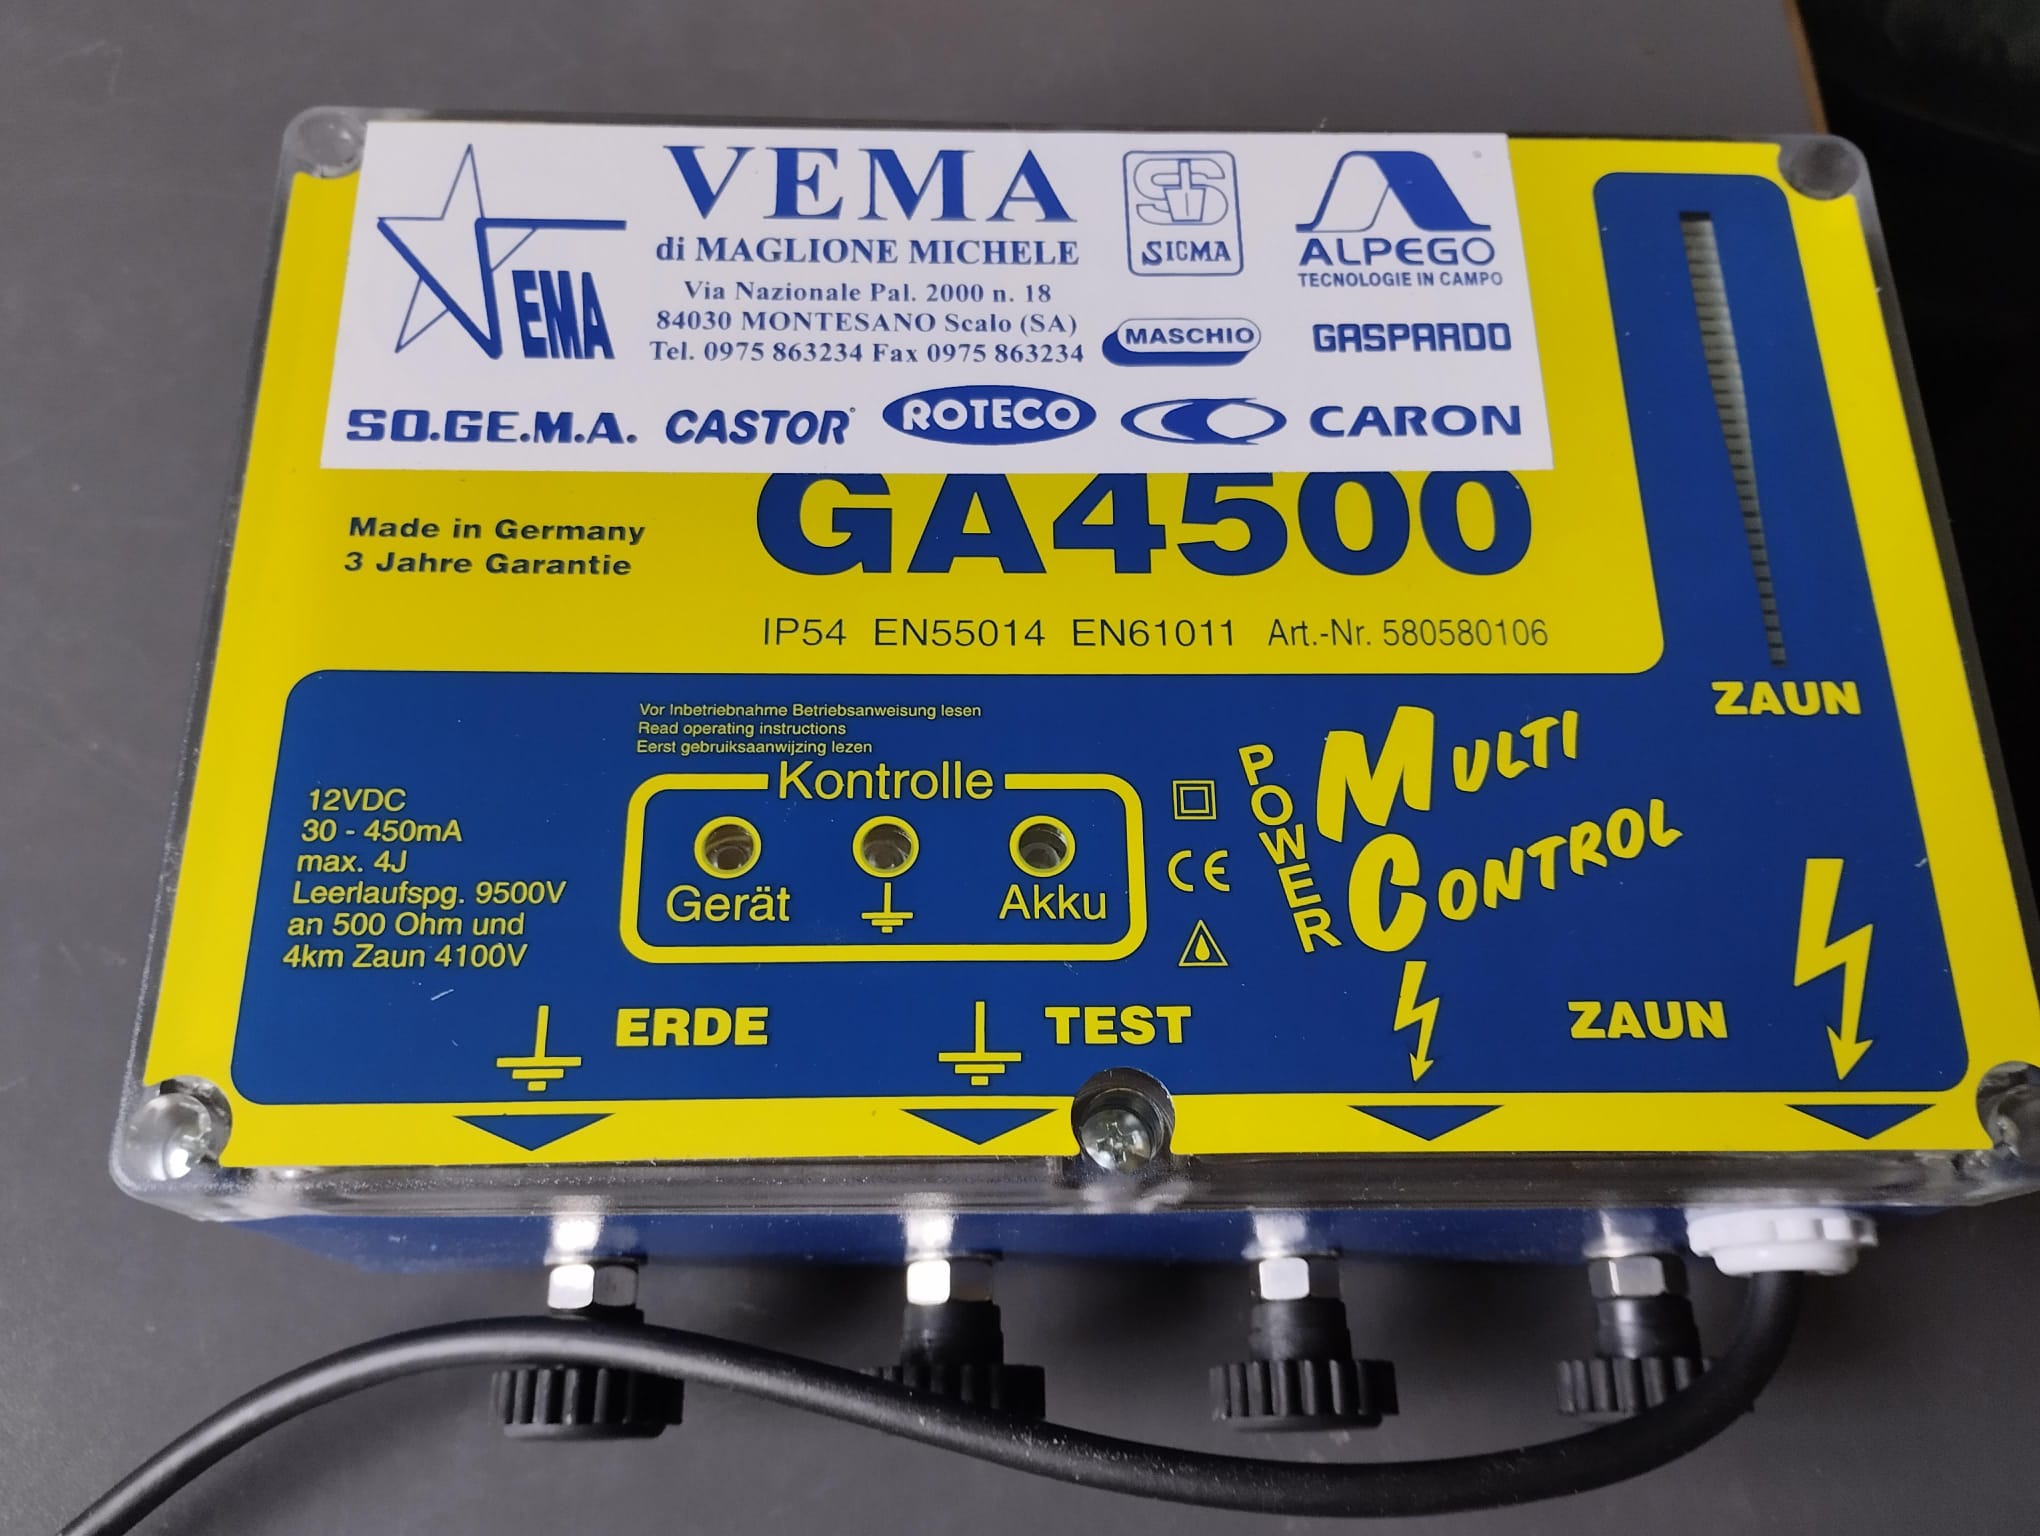 VEMA
VEMA
di MAGLIONE MICHELE
Via Nazionale Pal. 2000 n. 18
84030 MONTESANO Scalo (SA)
Tel. 0975 863234 Fax 0975 863234
SICMA
ALPEGO
TECNOLOGIE IN CAMPO
MASCHIO
GASPARDO
SO.GE.M.A. CASTOR ROTECO CARON
GA4500
Made in Germany
3 Jahre Garantie
IP54 EN55014 EN61011 Art.-Nr. 580580106
ZAUN
Vor Inbetriebnahme Betriebsanweisung lesen
Read operating instructions
Eerst gebruiksaanwijzing lezen
12VDC
30 - 450mA
max. 4J
Leerlaufspg. 9500V
an 500 Ohm und
4km Zaun 4100V
Kontrolle
Gerät
Akku
CE
POWER
MULTI
CONTROL
ERDE
TEST
ZAUN